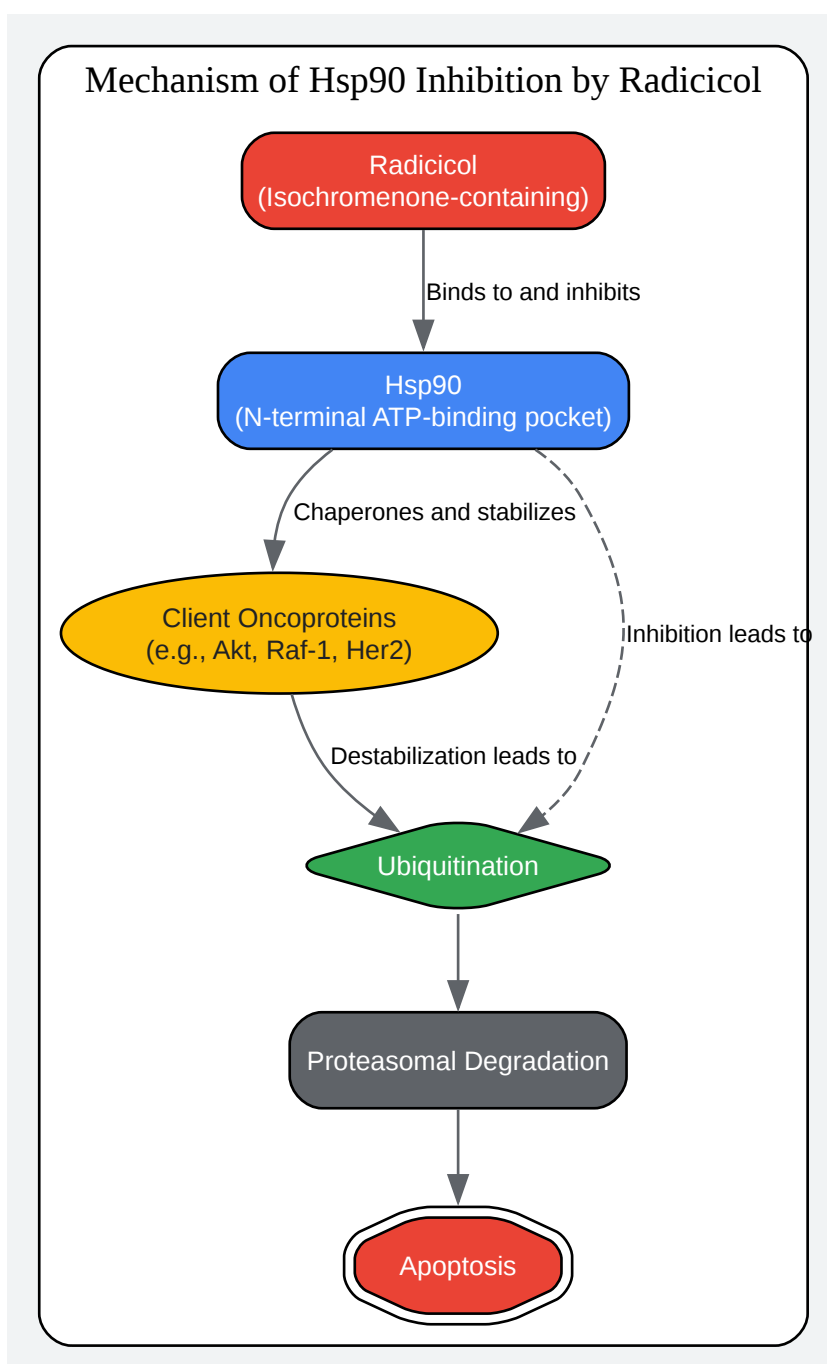 Mechanism of Hsp90 Inhibition by Radicicol
Radicicol
(Isochromenone-containing)
Binds to and inhibits
Hsp90
(N-terminal ATP-binding pocket)
Chaperones and stabilizes
Client Oncoproteins
(e.g., Akt, Raf-1, Her2)
Inhibition leads to
Destabilization leads to
Ubiquitination
Proteasomal Degradation
Apoptosis